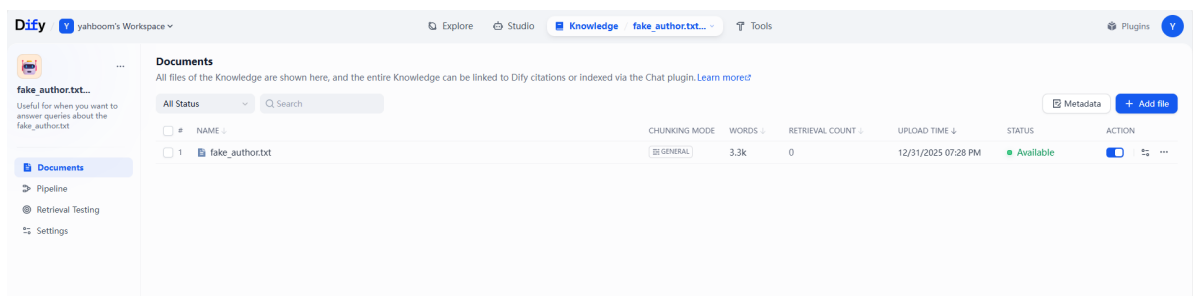 Dify / Y yahboom's Workspace
Explore
Studio
Knowledge / fake_author.txt...
Tools
Plugins
Y
fake_author.txt...
Useful for when you want to
answer queries about the
fake_author.txt
Documents
Pipeline
Retrieval Testing
Settings
Documents
All files of the Knowledge are shown here, and the entire Knowledge can be linked to Dify citations or indexed via the Chat plugin. Learn more
All Status
Search
Metadata
+ Add file
# NAME ↓ CHUNKING MODE WORDS ↓ RETRIEVAL COUNT ↓ UPLOAD TIME ↓ STATUS ACTION
1 fake_author.txt GENERAL 3.3k 0 12/31/2025 07:28 PM Available